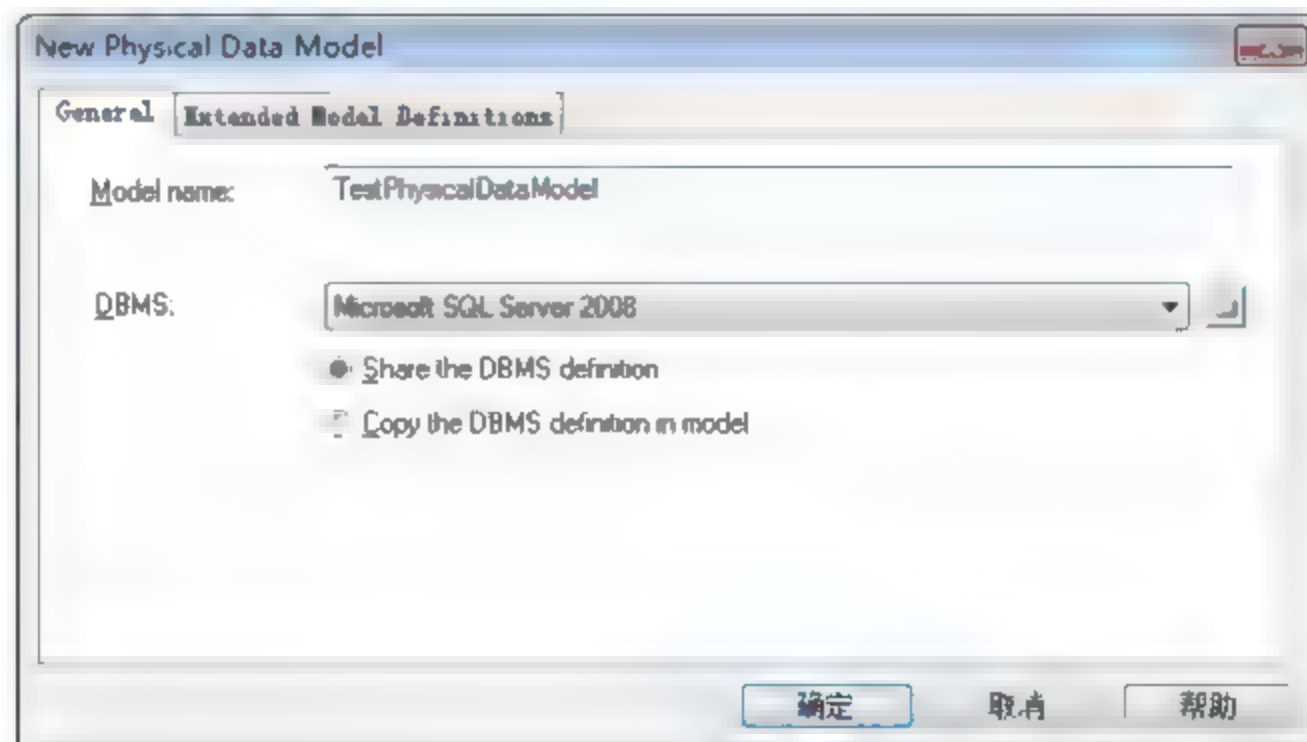 New Physical Data Model
General Extended Model Definitions
Model name: TestPhysicalDataModel
DBMS: Microsoft SQL Server 2008
Share the DBMS definition
Copy the DBMS definition in model
确定 取消 帮助